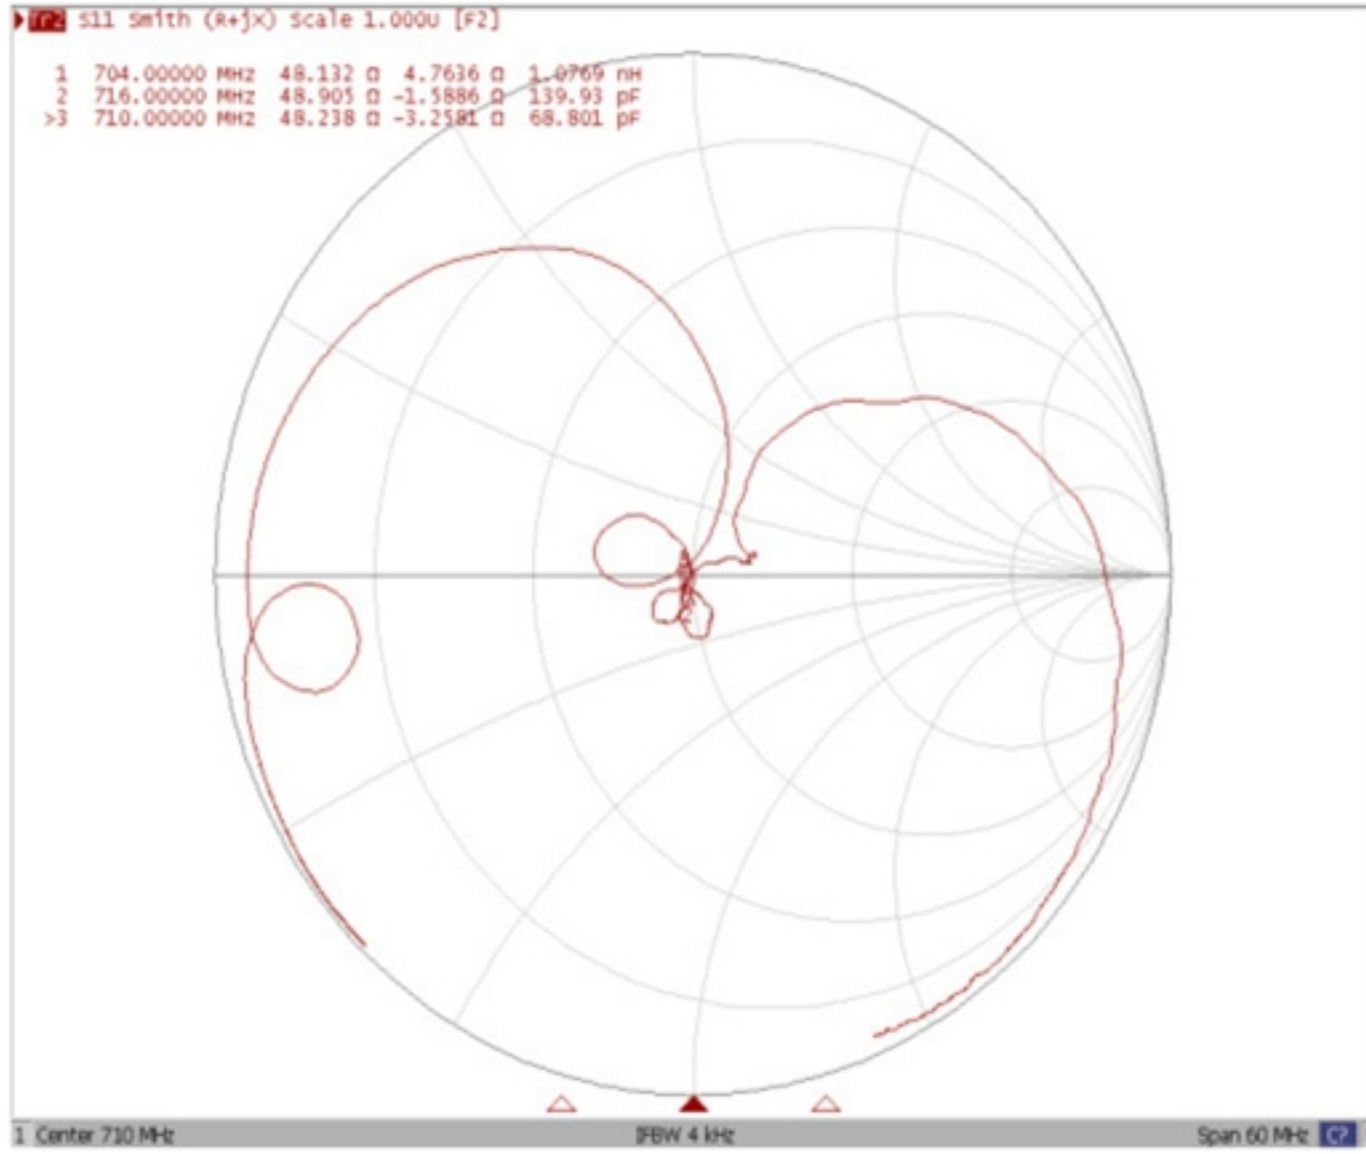 Tr2 S11 Smith (R+jX) Scale 1.000U [F2]
1 704.00000 MHz 48.132 Ω 4.7636 Ω 1.0769 nH
2 716.00000 MHz 48.905 Ω -1.5886 Ω 139.93 pF
>3 710.00000 MHz 48.238 Ω -3.2581 Ω 68.801 pF
1 Center 710 MHz IFBW 4 kHz Span 60 MHz C?